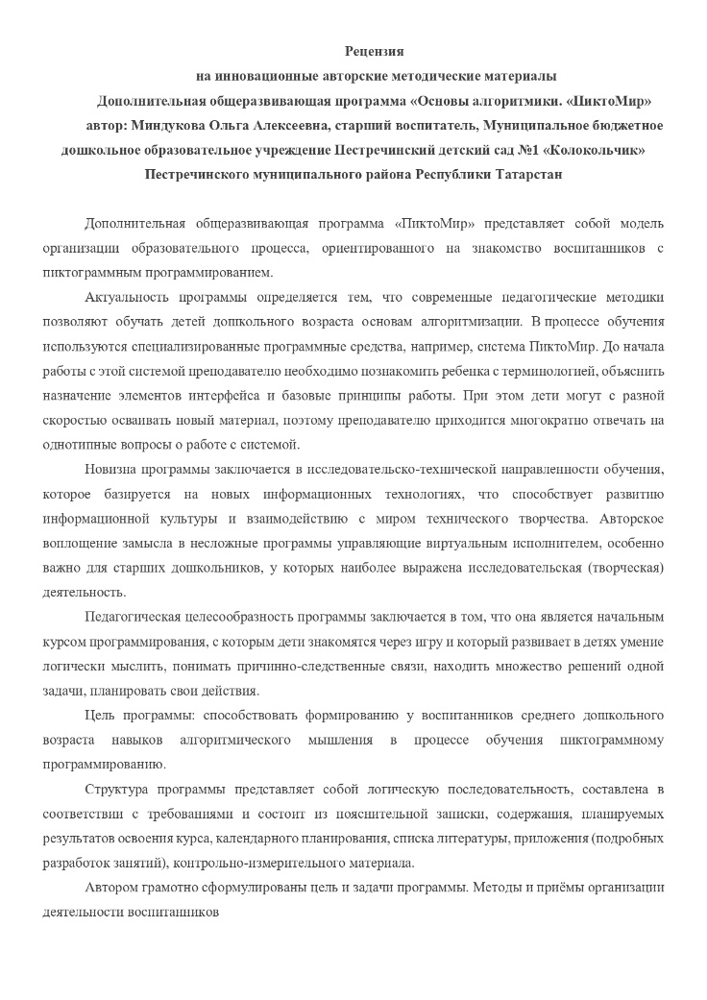 Рецензия
на инновационные авторские методические материалы
Дополнительная общеразвивающая программа «Основы алгоритмики. «ПиктоМир»
автор: Миндукова Ольга Алексеевна, старший воспитатель, Муниципальное бюджетное
дошкольное образовательное учреждение Пестречинский детский сад №1 «Колокольчик»
Пестречинского муниципального района Республики Татарстан
Дополнительная общеразвивающая программа «ПиктоМир» представляет собой модель
организации образовательного процесса, ориентированного на знакомство воспитанников с
пиктограммным программированием.
Актуальность программы определяется тем, что современные педагогические методики
позволяют обучать детей дошкольного возраста основам алгоритмизации. В процессе обучения
используются специализированные программные средства, например, система ПиктоМир. До начала
работы с этой системой преподавателю необходимо познакомить ребенка с терминологией, объяснить
назначение элементов интерфейса и базовые принципы работы. При этом дети могут с разной
скоростью осваивать новый материал, поэтому преподавателю приходится многократно отвечать на
однотипные вопросы о работе с системой.
Новизна программы заключается в исследовательско-технической направленности обучения,
которое базируется на новых информационных технологиях, что способствует развитию
информационной культуры и взаимодействию с миром технического творчества. Авторское
воплощение замысла в несложные программы управляющие виртуальным исполнителем, особенно
важно для старших дошкольников, у которых наиболее выражена исследовательская (творческая)
деятельность.
Педагогическая целесообразность программы заключается в том, что она является начальным
курсом программирования, с которым дети знакомятся через игру и который развивает в детях умение
логически мыслить, понимать причинно-следственные связи, находить множество решений одной
задачи, планировать свои действия.
Цель программы: способствовать формированию у воспитанников среднего дошкольного
возраста навыков алгоритмического мышления в процессе обучения пиктограммному
программированию.
Структура программы представляет собой логическую последовательность, составлена в
соответствии с требованиями и состоит из пояснительной записки, содержания, планируемых
результатов освоения курса, календарного планирования, списка литературы, приложения (подробных
разработок занятий), контрольно-измерительного материала.
Автором грамотно сформулированы цель и задачи программы. Методы и приёмы организации
деятельности воспитанников